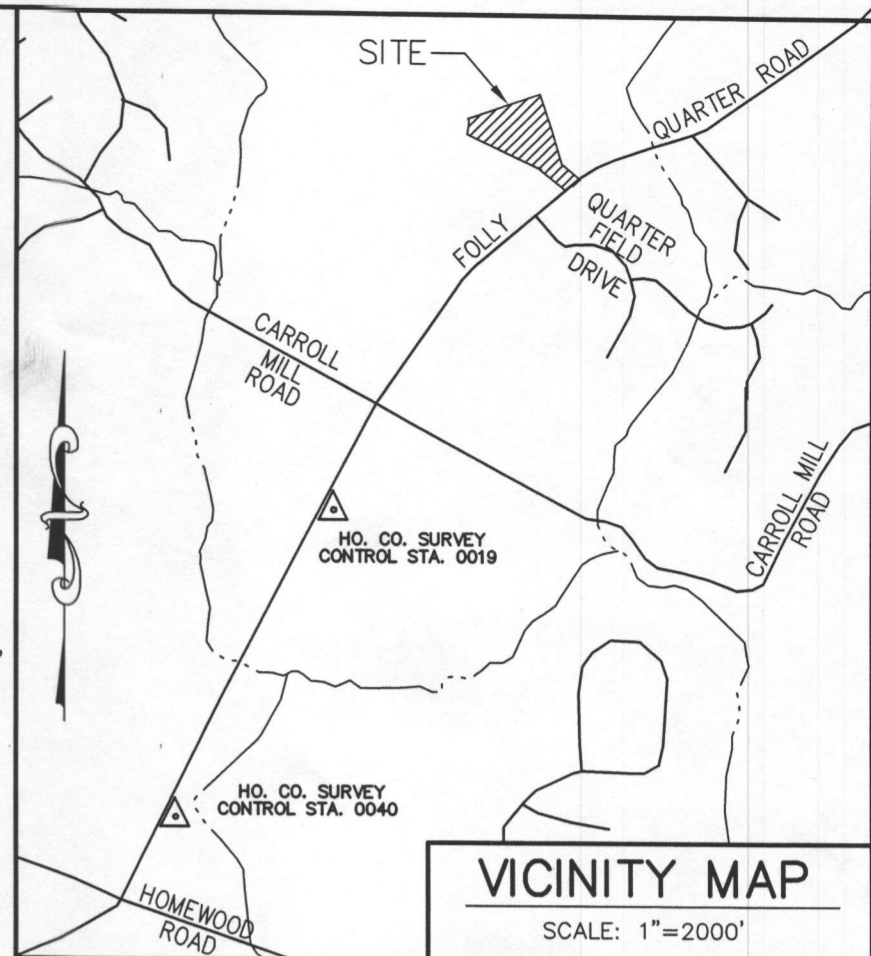 SITE
QUARTER ROAD
FOLLY
QUARTER
FIELD
DRIVE
CARROLL
MILL
ROAD
CARROLL MILL
ROAD
HO. CO. SURVEY
CONTROL STA. 0019
HO. CO. SURVEY
CONTROL STA. 0040
HOMEWOOD
ROAD
VICINITY MAP
SCALE: 1"=2000'